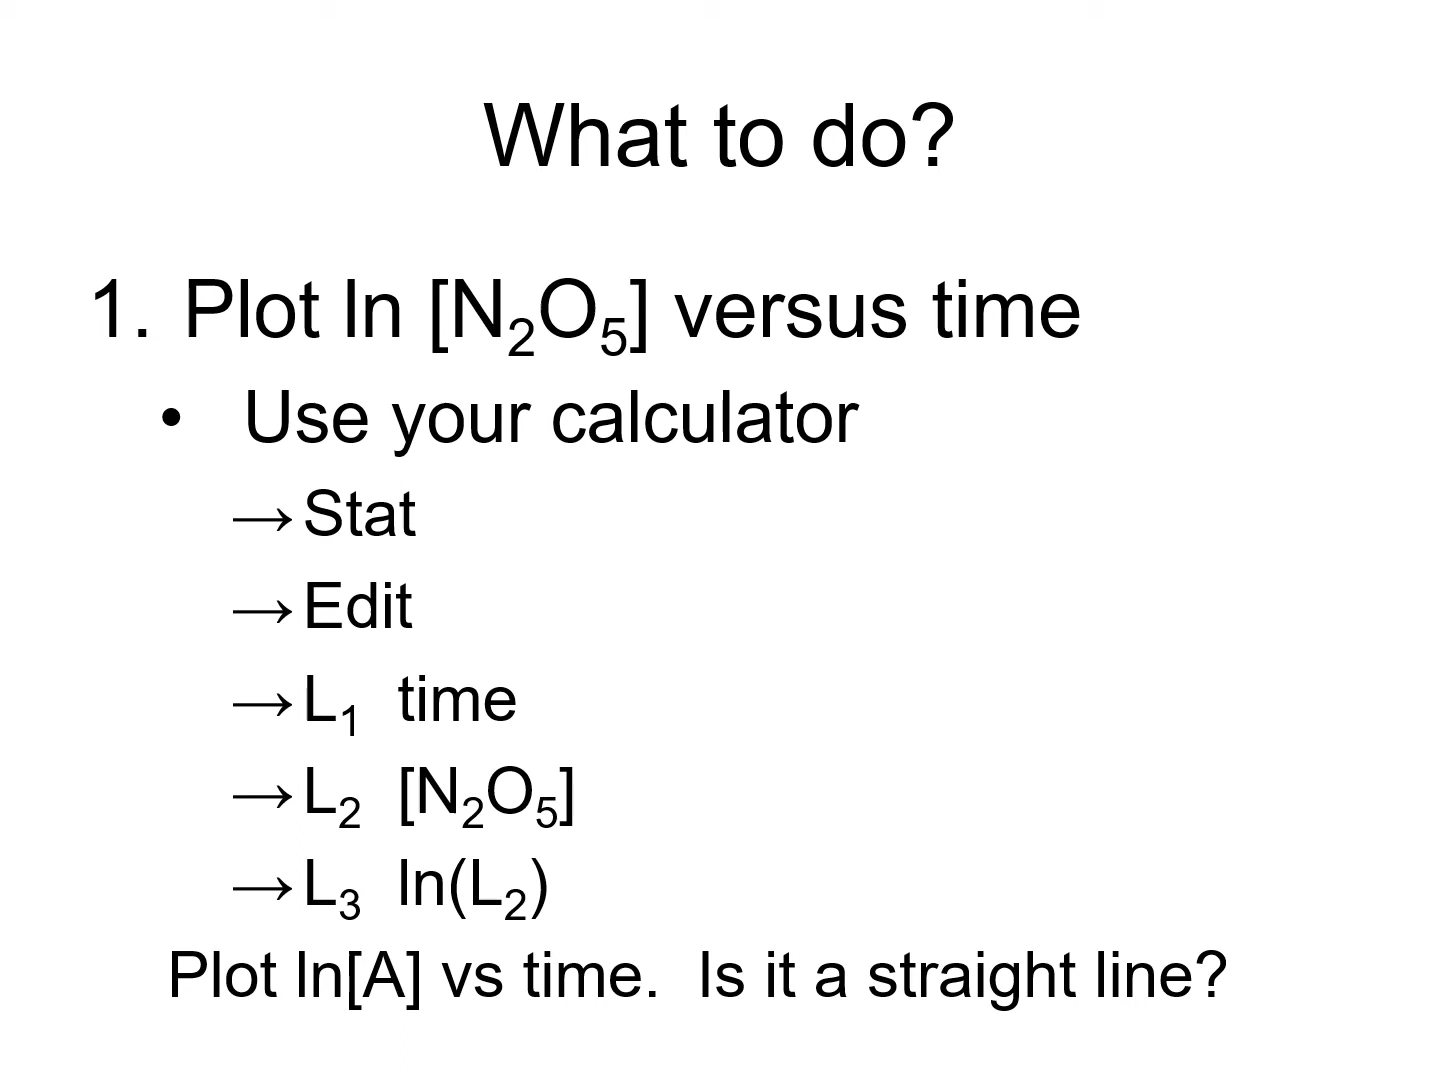 What to do?
1. Plot ln [N₂O₅] versus time
• Use your calculator
→Stat
→Edit
→L₁ time
→L₂ [N₂O₅]
→L₃ ln(L₂)
Plot ln[A] vs time. Is it a straight line?